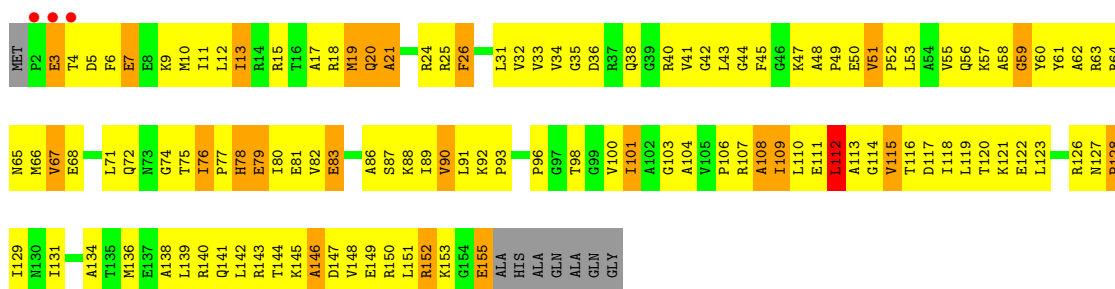 MET P2 E3 T4 D5 F6 E7 E8 K9 M10 I11 L12 I13 R14 R15 T16 A17 R18 M19 Q20 A21 R24 R25 F26 L31 V32 V33 V34 G35 D36 R37 Q38 G39 R40 V41 G42 L43 G44 F45 G46 K47 A48 P49 E50 V51 P52 L53 A54 V55 Q56 K57 A58 G59 Y60 Y61 A62 R63 R64
N65 M66 V67 E68 L71 Q72 N73 G74 T75 I76 P77 H78 E79 I80 E81 V82 E83 A86 S87 K88 I89 V90 L91 K92 P93 P96 G97 T98 G99 V100 I101 A102 G103 A104 V105 P106 R107 A108 I109 L110 E111 L112 A113 G114 V115 T116 D117 I118 L119 T120 K121 E122 L123 R126 N127 R128
I129 N130 I131 A134 T135 M136 E137 A138 L139 R140 Q141 L142 R143 T144 K145 A146 D147 V148 E149 R150 L151 R152 K153 G154 E155 ALA HIS ALA GLN ALA GLN GLY